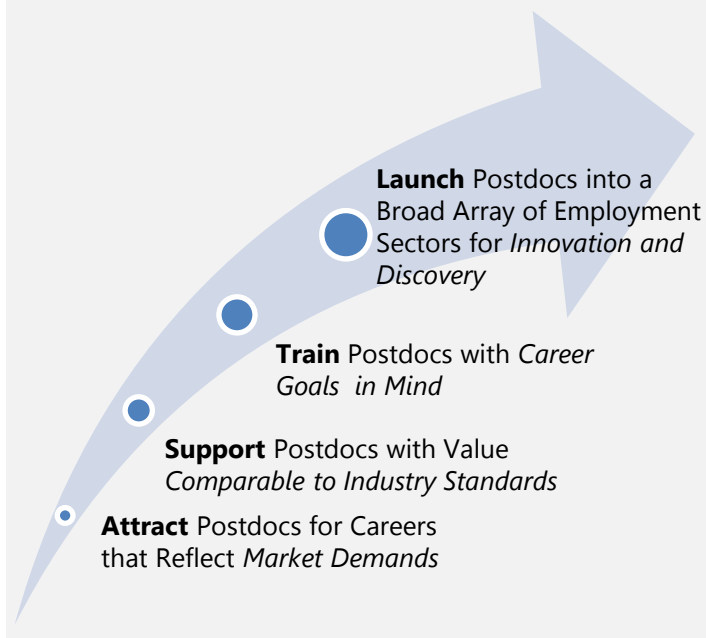 Launch Postdocs into a
Broad Array of Employment
Sectors for Innovation and
Discovery
Train Postdocs with Career
Goals in Mind
Support Postdocs with Value
Comparable to Industry Standards
Attract Postdocs for Careers
that Reflect Market Demands